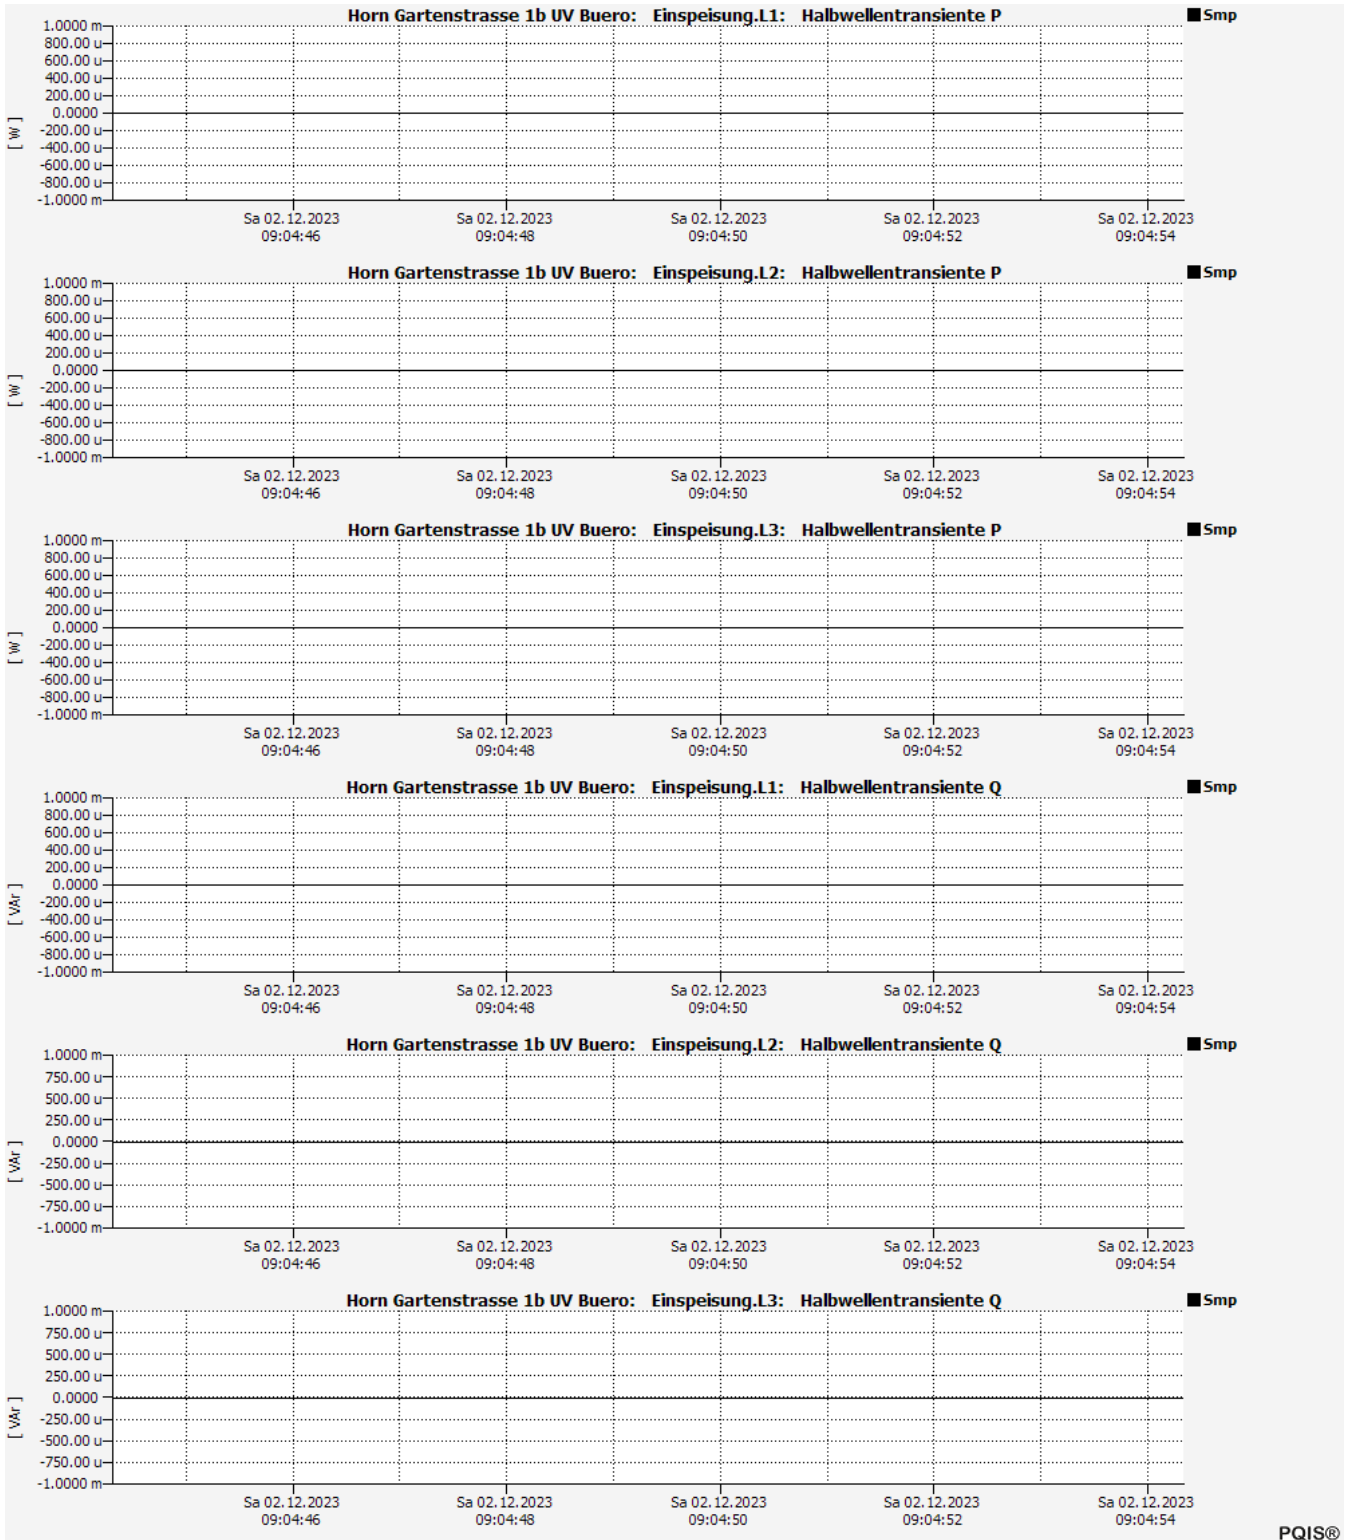 Horn Gartenstrasse 1b UV Buero: Einspeisung.L1: Halbwellentransiente P
Smp
1.0000 m
800.00 u
600.00 u
400.00 u
200.00 u
0.0000
-200.00 u
-400.00 u
-600.00 u
-800.00 u
-1.0000 m
[ W ]
Sa 02.12.2023 Sa 02.12.2023 Sa 02.12.2023 Sa 02.12.2023 Sa 02.12.2023
09:04:46 09:04:48 09:04:50 09:04:52 09:04:54
Horn Gartenstrasse 1b UV Buero: Einspeisung.L2: Halbwellentransiente P
Smp
1.0000 m
800.00 u
600.00 u
400.00 u
200.00 u
0.0000
-200.00 u
-400.00 u
-600.00 u
-800.00 u
-1.0000 m
[ W ]
Sa 02.12.2023 Sa 02.12.2023 Sa 02.12.2023 Sa 02.12.2023 Sa 02.12.2023
09:04:46 09:04:48 09:04:50 09:04:52 09:04:54
Horn Gartenstrasse 1b UV Buero: Einspeisung.L3: Halbwellentransiente P
Smp
1.0000 m
800.00 u
600.00 u
400.00 u
200.00 u
0.0000
-200.00 u
-400.00 u
-600.00 u
-800.00 u
-1.0000 m
[ W ]
Sa 02.12.2023 Sa 02.12.2023 Sa 02.12.2023 Sa 02.12.2023 Sa 02.12.2023
09:04:46 09:04:48 09:04:50 09:04:52 09:04:54
Horn Gartenstrasse 1b UV Buero: Einspeisung.L1: Halbwellentransiente Q
Smp
1.0000 m
800.00 u
600.00 u
400.00 u
200.00 u
0.0000
-200.00 u
-400.00 u
-600.00 u
-800.00 u
-1.0000 m
[ VAr ]
Sa 02.12.2023 Sa 02.12.2023 Sa 02.12.2023 Sa 02.12.2023 Sa 02.12.2023
09:04:46 09:04:48 09:04:50 09:04:52 09:04:54
Horn Gartenstrasse 1b UV Buero: Einspeisung.L2: Halbwellentransiente Q
Smp
1.0000 m
750.00 u
500.00 u
250.00 u
0.0000
-250.00 u
-500.00 u
-750.00 u
-1.0000 m
[ VAr ]
Sa 02.12.2023 Sa 02.12.2023 Sa 02.12.2023 Sa 02.12.2023 Sa 02.12.2023
09:04:46 09:04:48 09:04:50 09:04:52 09:04:54
Horn Gartenstrasse 1b UV Buero: Einspeisung.L3: Halbwellentransiente Q
Smp
1.0000 m
750.00 u
500.00 u
250.00 u
0.0000
-250.00 u
-500.00 u
-750.00 u
-1.0000 m
[ VAr ]
Sa 02.12.2023 Sa 02.12.2023 Sa 02.12.2023 Sa 02.12.2023 Sa 02.12.2023
09:04:46 09:04:48 09:04:50 09:04:52 09:04:54
PQIS®